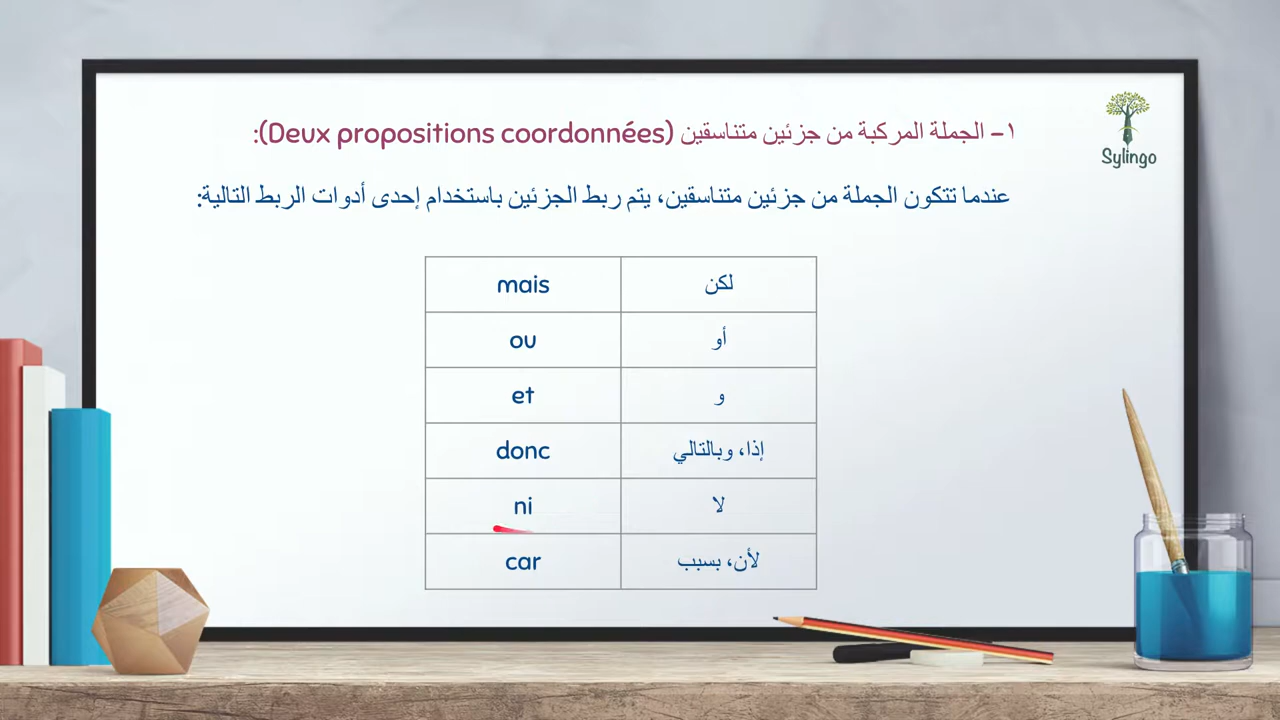 ١- الجملة المركبة من جزئين متناسقين (Deux propositions coordonnées):
Sylingo
عندما تتكون الجملة من جزئين متناسقين، يتم ربط الجزئين باستخدام إحدى أدوات الربط التالية:
mais لكن
ou أو
et و
donc إذا، وبالتالي
ni لا
car لأن، بسبب